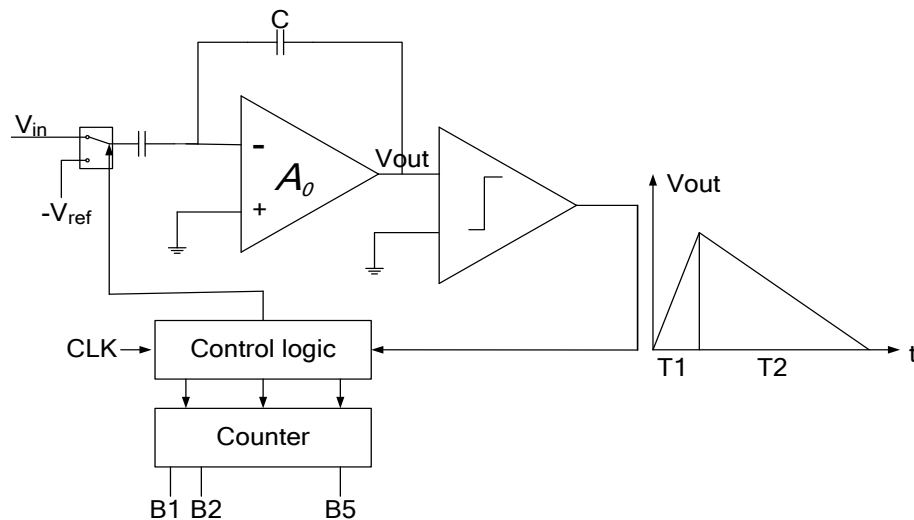 C
Vin
-Vref
-
+
A0
Vout
Vout
t
T1 T2
CLK
Control logic
Counter
B1 B2 B5